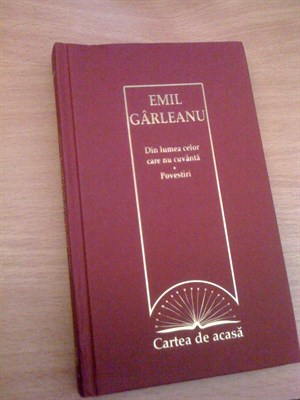 EMIL
GÂRLEANU
Din lumea celor
care nu cuvântă
•
Povestiri
Cartea de acasă